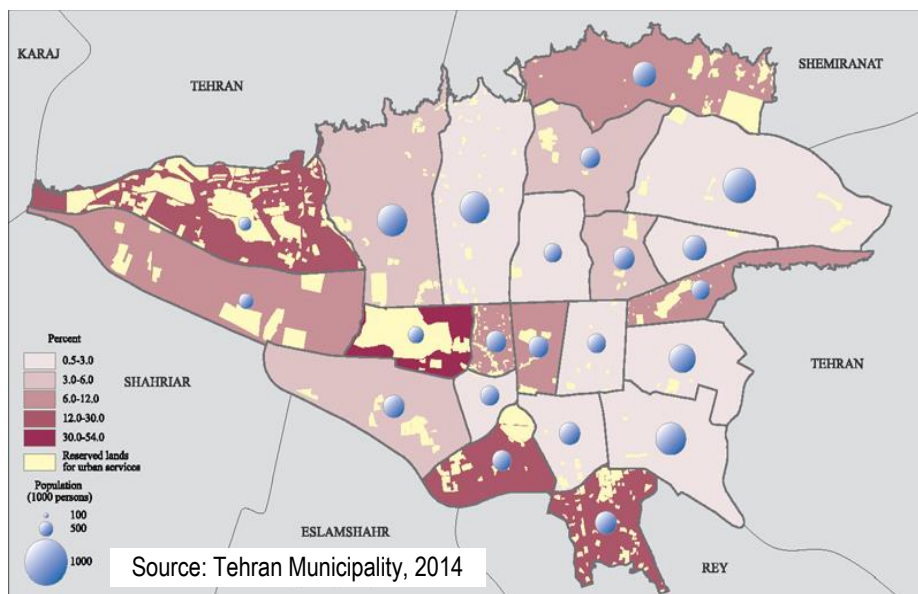 KARAJ
TEHRAN
SHEMIRANAT
Percent
0.5-3.0
3.0-6.0
6.0-12.0
12.0-30.0
30.0-54.0
Reserved lands
for urban services
Population
(1000 persons)
100
500
1000
SHAHRIAR
TEHRAN
ESLAMSHAHR
REY
Source: Tehran Municipality, 2014